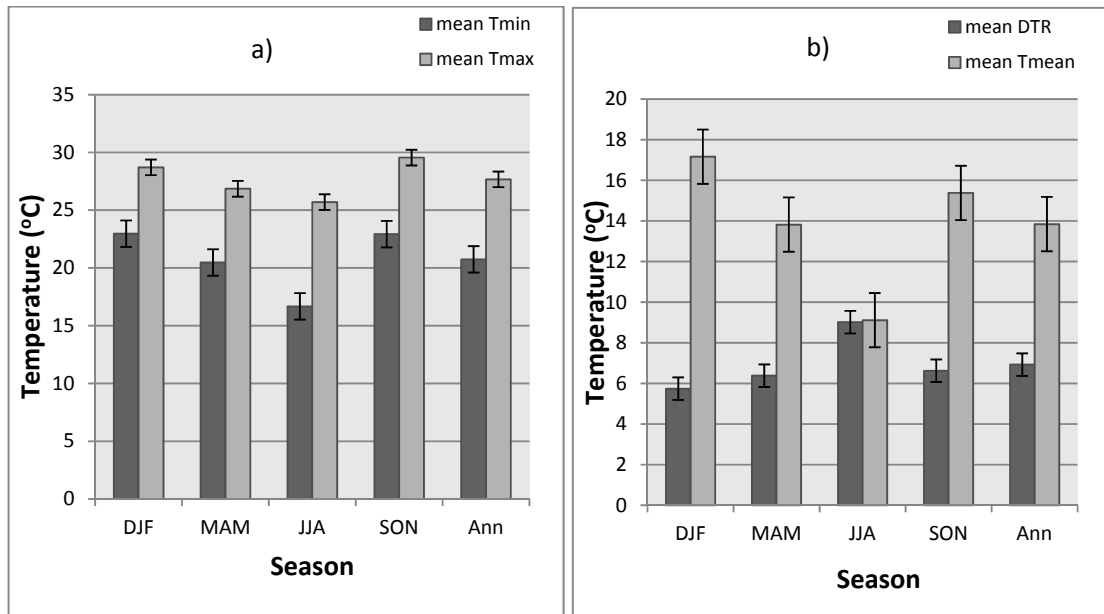 a)
mean Tmin
mean Tmax
Temperature (ºC)
35
30
25
20
15
10
5
0
DJF MAM JJA SON Ann
Season
b)
mean DTR
mean Tmean
Temperature (ºC)
20
18
16
14
12
10
8
6
4
2
0
DJF MAM JJA SON Ann
Season